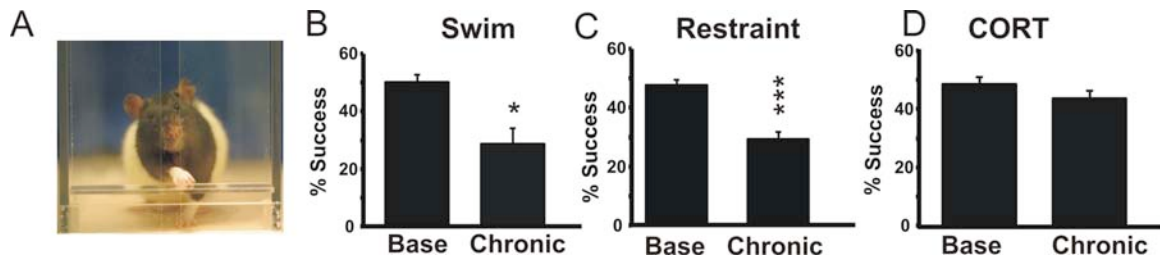 A
B
Swim
% Success
60
40
20
0
*
Base Chronic
C
Restraint
% Success
60
40
20
0
***
Base Chronic
D
CORT
% Success
60
40
20
0
Base Chronic